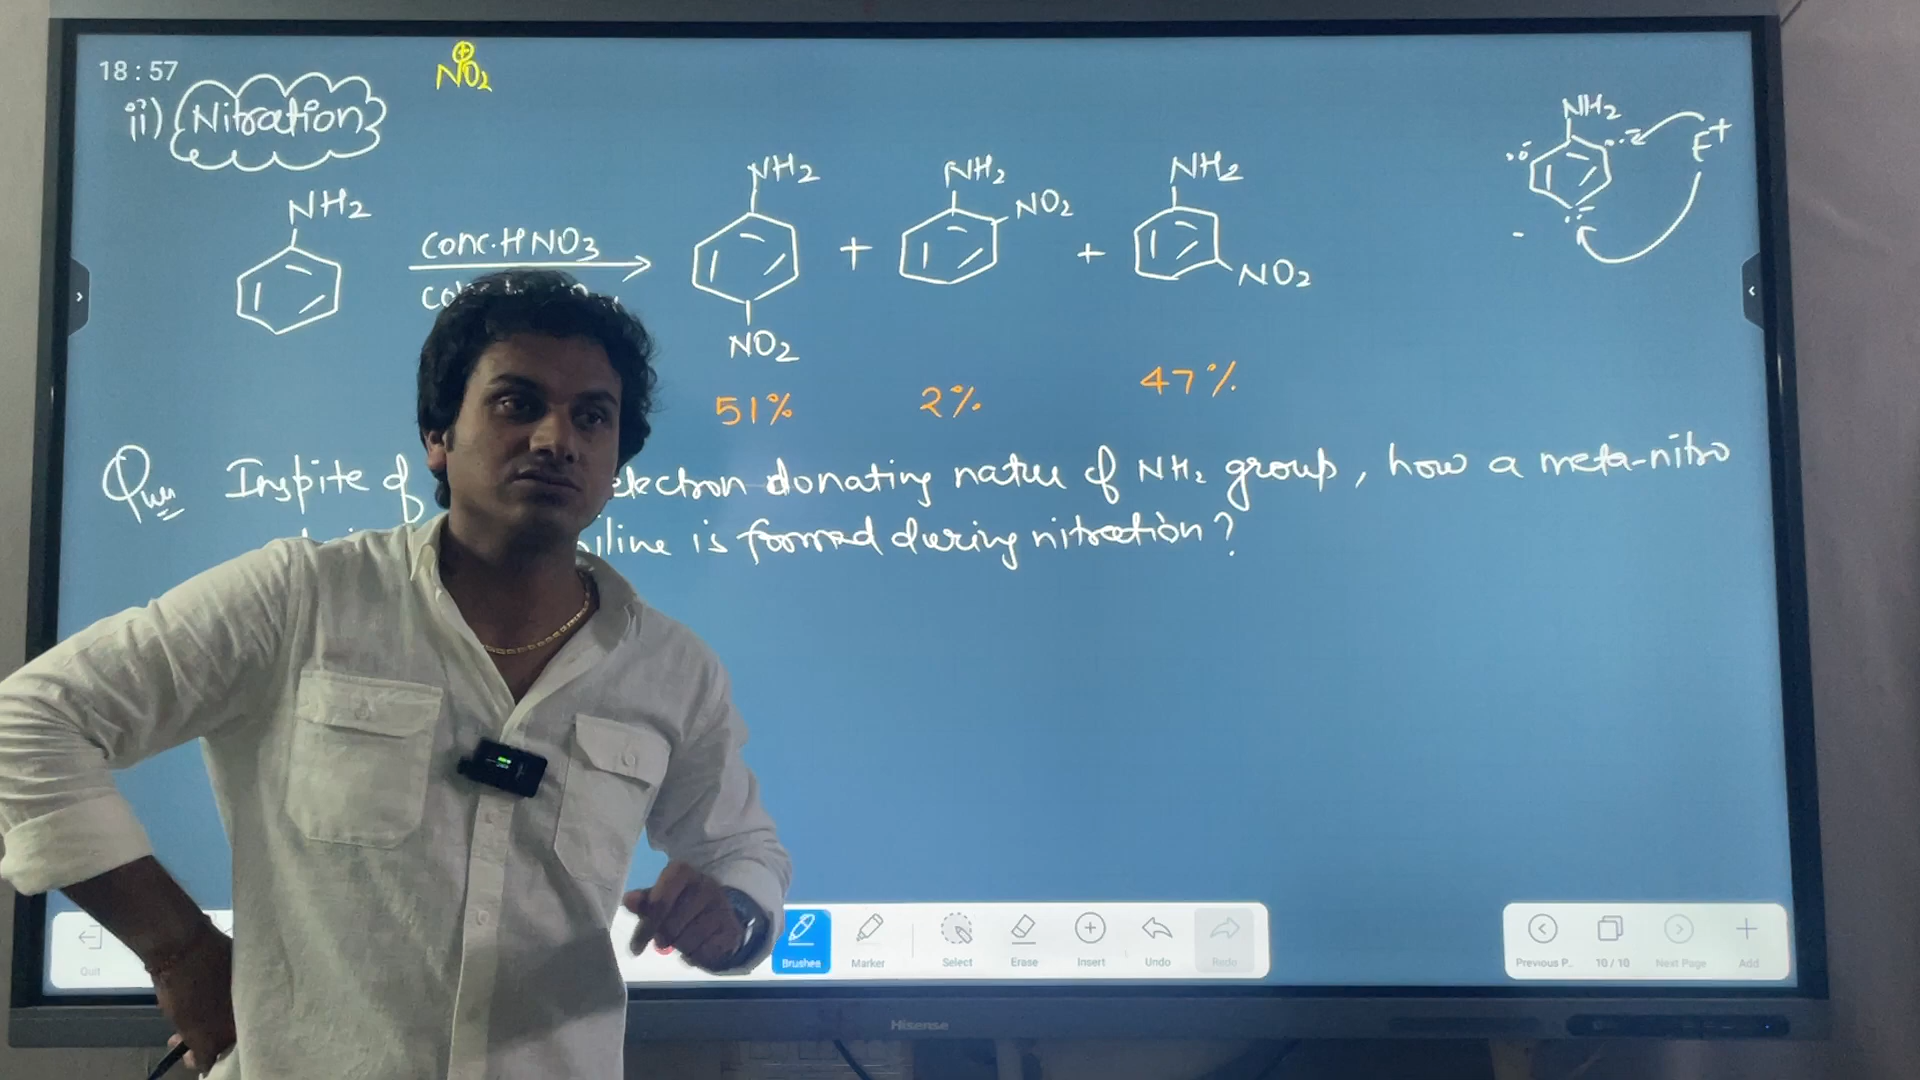 18:57
NO2
ii) Nitration
NH2
conc. HNO3
NH2
NO2
51%
+
NH2
NO2
2%
+
NH2
NO2
47%
NH2
E+
Ques Inspite of electron donating nature of NH2 group, how a meta-nitro
is formed during nitration?
Quit
Brushes
Marker
Select
Erase
Insert
Undo
Redo
Previous P..
10/10
Next Page
Add
Hisense